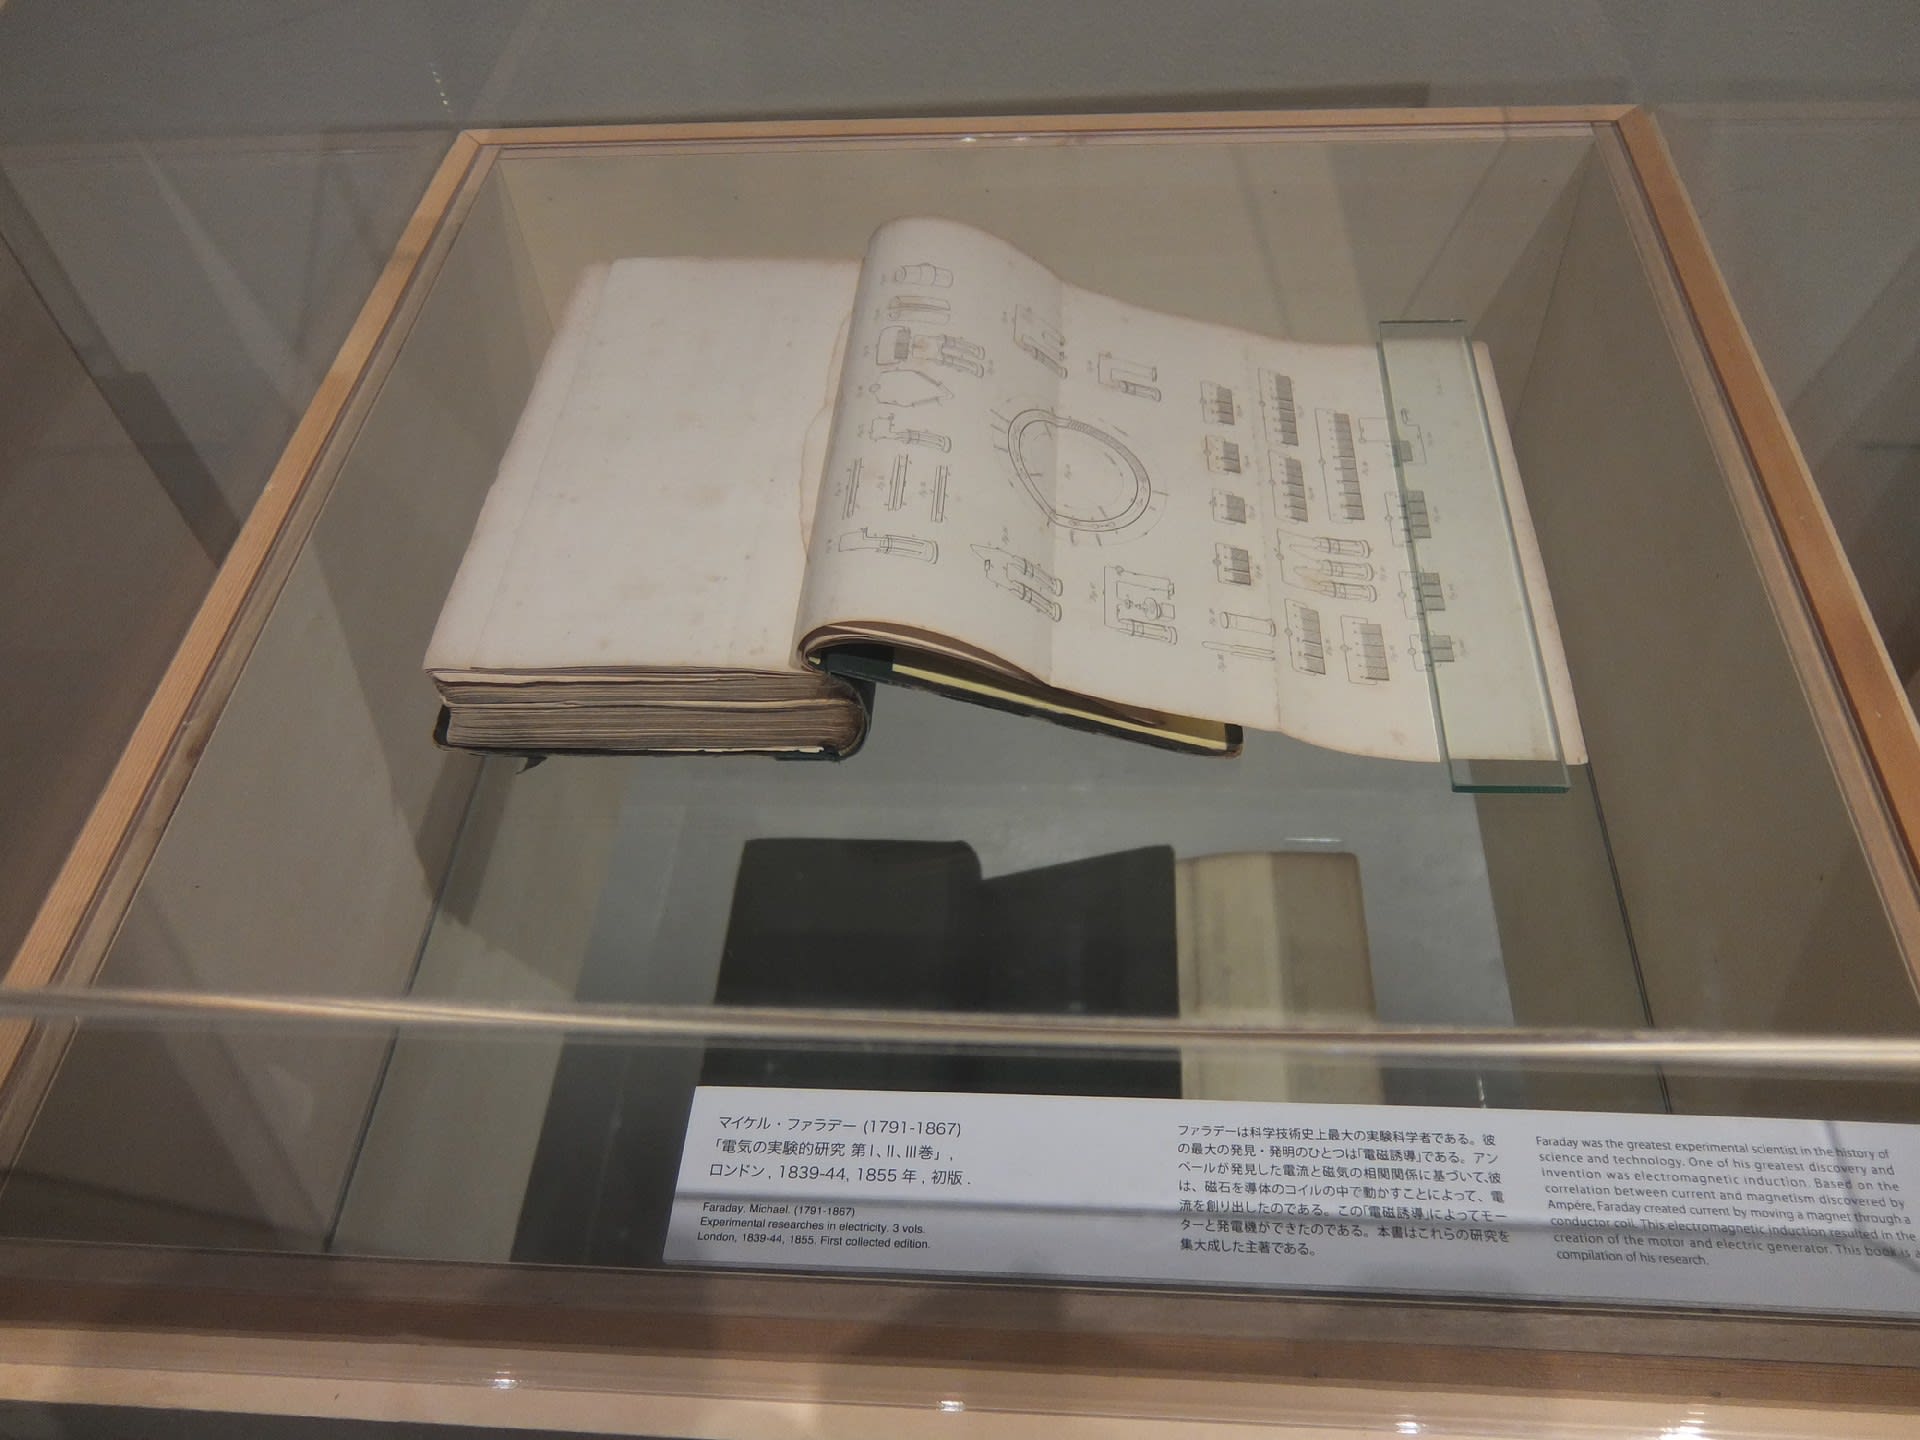 マイケル・ファラデー (1791-1867)
「電気の実験的研究 第Ⅰ、Ⅱ、Ⅲ巻」,
ロンドン, 1839-44, 1855年, 初版.
Faraday, Michael. (1791-1867)
Experimental researches in electricity. 3 vols.
London, 1839-44, 1855. First collected edition.
ファラデーは科学技術史上最大の実験科学者である。彼
の最大の発見・発明のひとつは「電磁誘導」である。アン
ペールが発見した電流と磁気の相関関係に基づいて、彼
は、磁石を導体のコイルの中で動かすことによって、電
流を創り出したのである。この「電磁誘導」によってモー
ターと発電機ができたのである。本書はこれらの研究を
集大成した主著である。
Faraday was the greatest experimental scientist in the history of
science and technology. One of his greatest discovery and
invention was electromagnetic induction. Based on the
correlation between current and magnetism discovered by
Ampére, Faraday created current by moving a magnet through a
conductor coil. This electromagnetic induction resulted in the
creation of the motor and electric generator. This book is a
compilation of his research.